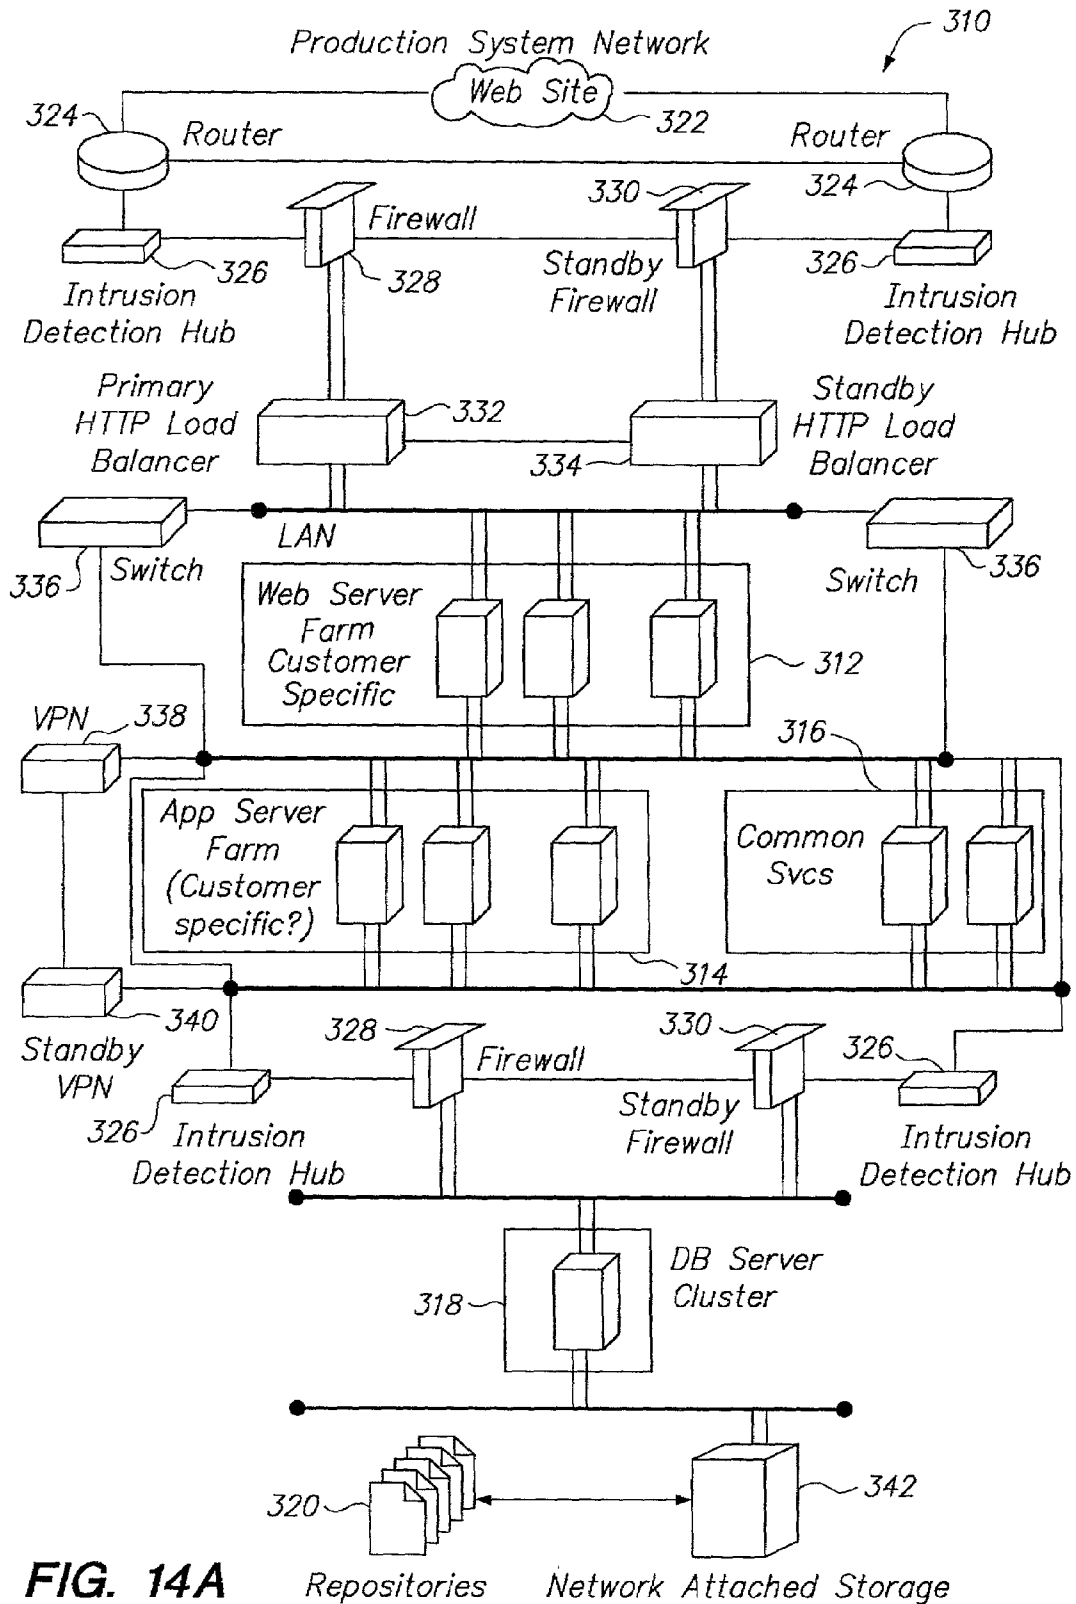 310
Production System Network
Web Site
322
324
Router
Router
324
330
Firewall
328
Standby
Firewall
326
326
Intrusion
Detection Hub
Intrusion
Detection Hub
Primary
HTTP Load
Balancer
332
334
Standby
HTTP Load
Balancer
LAN
336
Switch
Switch
336
Web Server
Farm
Customer
Specific
312
VPN
338
316
App Server
Farm
(Customer
specific?)
Common
Svcs
314
340
Standby
VPN
328
Firewall
330
Standby
Firewall
326
326
Intrusion
Detection Hub
Intrusion
Detection Hub
DB Server
Cluster
318
320
342
FIG. 14A
Repositories
Network Attached Storage